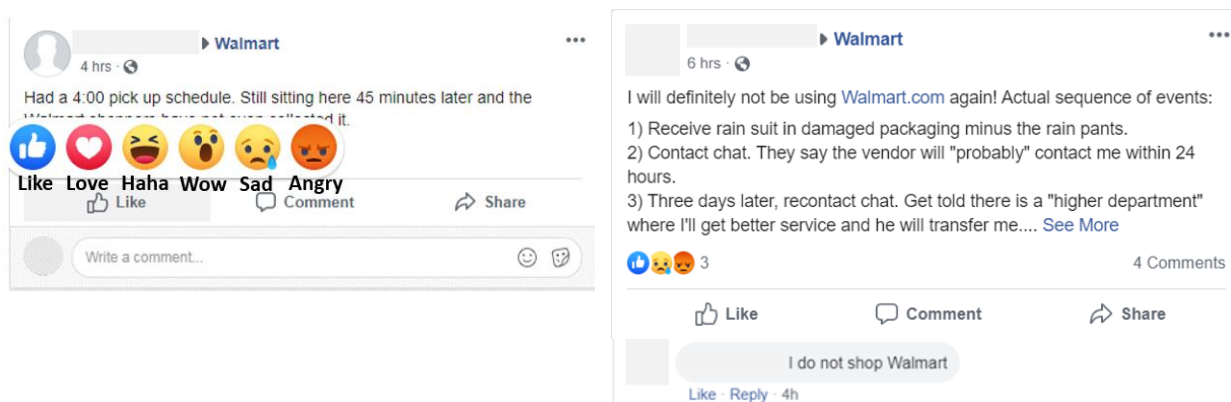 Walmart
4 hrs ·
Had a 4:00 pick up schedule. Still sitting here 45 minutes later and the
it.
Like Love Haha Wow Sad Angry
Like Comment Share
Write a comment...
Walmart
6 hrs ·
I will definitely not be using Walmart.com again! Actual sequence of events:
1) Receive rain suit in damaged packaging minus the rain pants.
2) Contact chat. They say the vendor will "probably" contact me within 24
hours.
3) Three days later, recontact chat. Get told there is a "higher department"
where I'll get better service and he will transfer me.... See More
3
4 Comments
Like Comment Share
I do not shop Walmart
Like · Reply · 4h